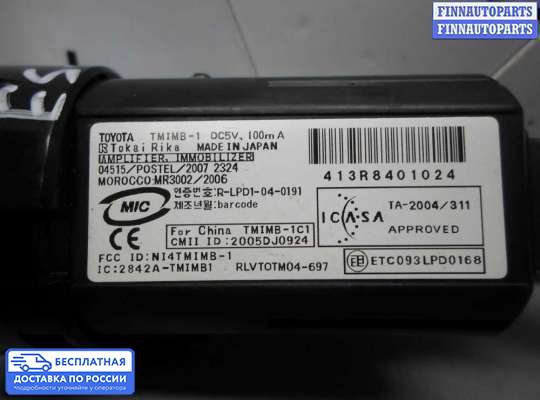 FINNAUTOPARTS
FINNAUTOPARTS
TOYOTA TMIMB-1 DC5V, 100mA
Tokai Rika MADE IN JAPAN
AMPLIFIER, IMMOBILIZER
04515/POSTEL/2007 2324
MOROCCO:MR3002/2006
MIC
인증번호:R-LPD1-04-0191
제조년월:barcode
CE
For China TMIMB-1C1
CMII ID:2005DJ0924
FCC ID:NI4TMIMB-1
IC:2842A-TMIMB1 RLVTOTM04-697
413R8401024
ICASA
TA-2004/311
APPROVED
ETC093LPD0168
БЕСПЛАТНАЯ
ДОСТАВКА ПО РОССИИ
*возможность уточняйте у оператора